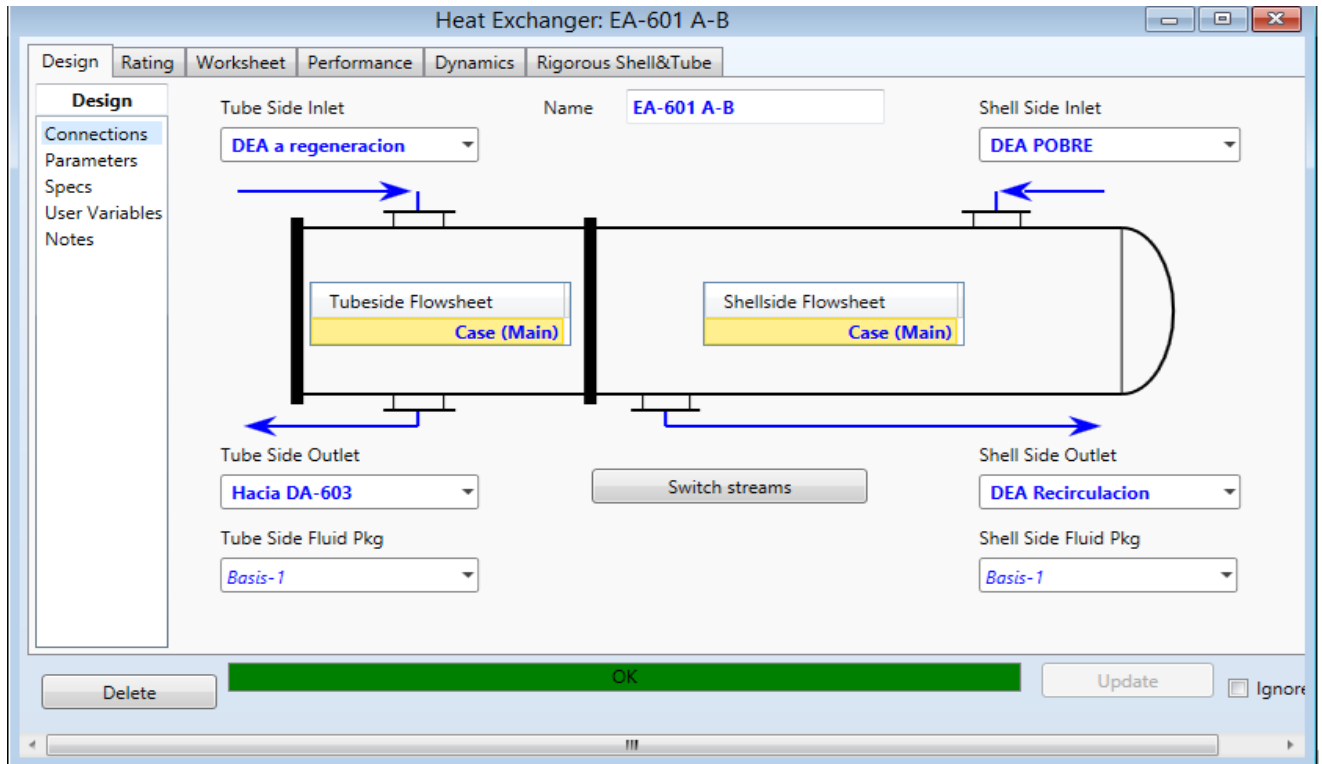 Heat Exchanger: EA-601 A-B
Design Rating Worksheet Performance Dynamics Rigorous Shell&Tube
Design
Connections
Parameters
Specs
User Variables
Notes
Tube Side Inlet
DEA a regeneracion
Name EA-601 A-B
Shell Side Inlet
DEA POBRE
Tubeside Flowsheet
Case (Main)
Shellside Flowsheet
Case (Main)
Tube Side Outlet
Hacia DA-603
Switch streams
Shell Side Outlet
DEA Recirculacion
Tube Side Fluid Pkg
Basis-1
Shell Side Fluid Pkg
Basis-1
Delete
OK
Update
Ignore